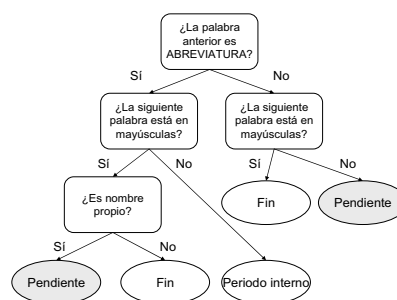 ¿La palabra
anterior es
ABREVIATURA?
Sí
No
¿La siguiente
palabra está en
mayúsculas?
¿La siguiente
palabra está en
mayúsculas?
Sí
No
Sí
No
¿Es nombre
propio?
Fin
Pendiente
Sí
No
Pendiente
Fin
Periodo interno